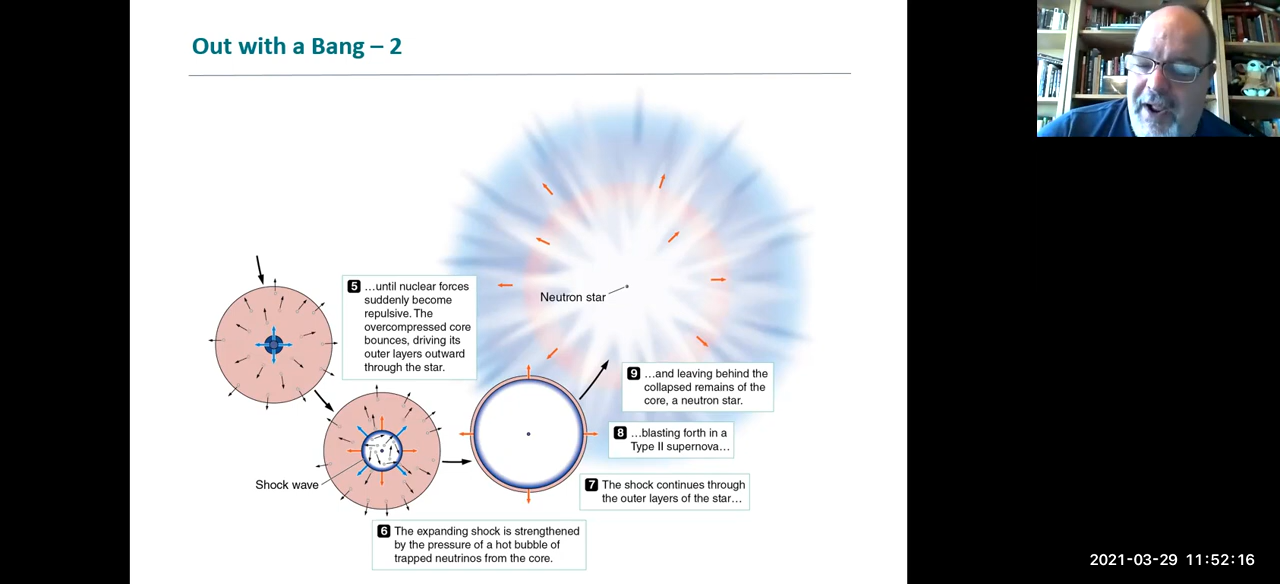 Out with a Bang – 2
5 ...until nuclear forces
suddenly become
repulsive. The
overcompressed core
bounces, driving its
outer layers outward
through the star.
Neutron star
9 ...and leaving behind the
collapsed remains of the
core, a neutron star.
8 ...blasting forth in a
Type II supernova...
7 The shock continues through
the outer layers of the star...
Shock wave
6 The expanding shock is strengthened
by the pressure of a hot bubble of
trapped neutrinos from the core.
2021-03-29 11:52:16